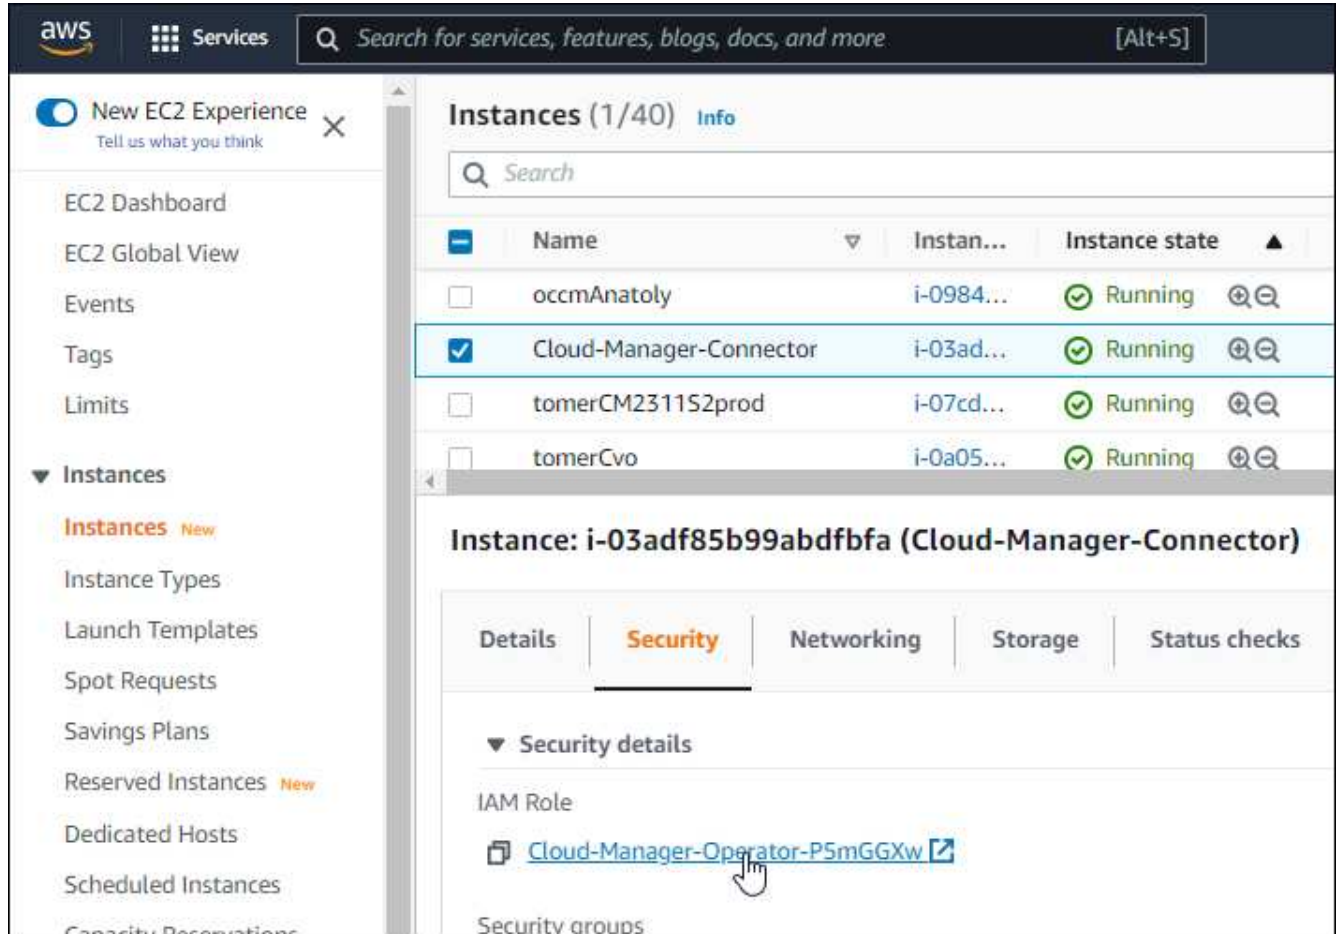 aws Services Search for services, features, blogs, docs, and more [Alt+S]
New EC2 Experience
Tell us what you think
EC2 Dashboard
EC2 Global View
Events
Tags
Limits
Instances
Instances New
Instance Types
Launch Templates
Spot Requests
Savings Plans
Reserved Instances New
Dedicated Hosts
Scheduled Instances
Capacity Reservations
Instances (1/40) Info
Search
Name Instan... Instance state
occmAnatoly i-0984... Running
Cloud-Manager-Connector i-03ad... Running
tomerCM2311S2prod i-07cd... Running
tomerCvo i-0a05... Running
Instance: i-03adf85b99abdfbfa (Cloud-Manager-Connector)
Details Security Networking Storage Status checks
Security details
IAM Role
Cloud-Manager-Operator-P5mGGXw
Security groups